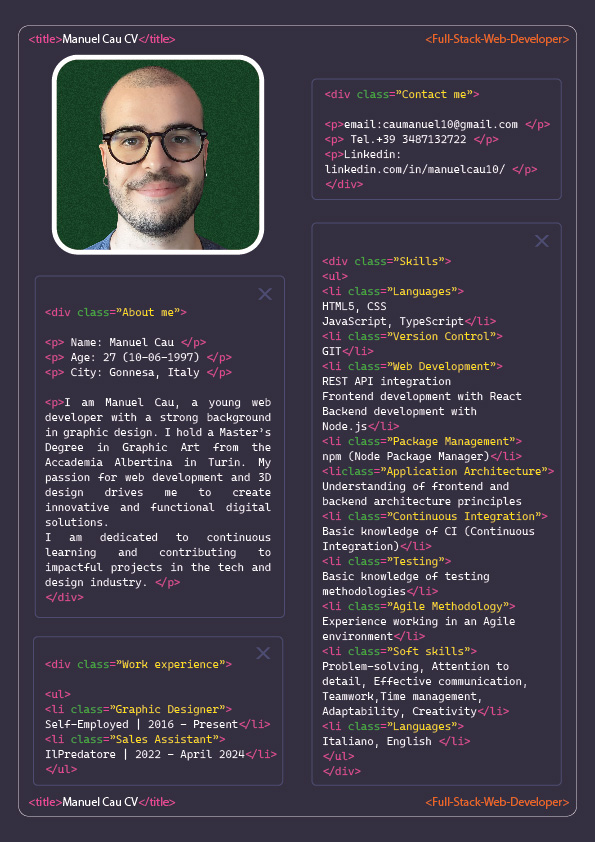 <title>Manuel Cau CV</title>
<Full-Stack-Web-Developer>
<div class="About me">
<p> Name: Manuel Cau </p>
<p> Age: 27 (10-06-1997) </p>
<p> City: Gonnesa, Italy </p>
<p>I am Manuel Cau, a young web
developer with a strong background
in graphic design. I hold a Master's
Degree in Graphic Art from the
Accademia Albertina in Turin. My
passion for web development and 3D
design drives me to create
innovative and functional digital
solutions.
I am dedicated to continuous
learning and contributing to
impactful projects in the tech and
design industry. </p>
</div>
<div class="Work experience">
<ul>
<li class="Graphic Designer">
Self-Employed | 2016 - Present</li>
<li class="Sales Assistant">
IlPredatore | 2022 - April 2024</li>
</ul>
<div class="Contact me">
<p>email:caumanuel10@gmail.com </p>
<p> Tel.+39 3487132722 </p>
<p>Linkedin:
linkedin.com/in/manuelcau10/ </p>
</div>
<div class="Skills">
<ul>
<li class="Languages">
HTML5, CSS
JavaScript, TypeScript</li>
<li class="Version Control">
GIT</li>
<li class="Web Development">
REST API integration
Frontend development with React
Backend development with
Node.js</li>
<li class="Package Management">
npm (Node Package Manager)</li>
<liclass="Application Architecture">
Understanding of frontend and
backend architecture principles
<li class="Continuous Integration">
Basic knowledge of CI (Continuous
Integration)</li>
<li class="Testing">
Basic knowledge of testing
methodologies</li>
<li class="Agile Methodology">
Experience working in an Agile
environment</li>
<li class="Soft skills">
Problem-solving, Attention to
detail, Effective communication,
Teamwork,Time management,
Adaptability, Creativity</li>
<li class="Languages">
Italiano, English </li>
</ul>
</div>
<title>Manuel Cau CV</title>
<Full-Stack-Web-Developer>